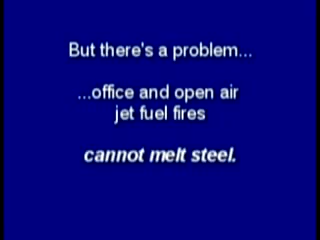 But there's a problem...
...office and open air
jet fuel fires
cannot melt steel.